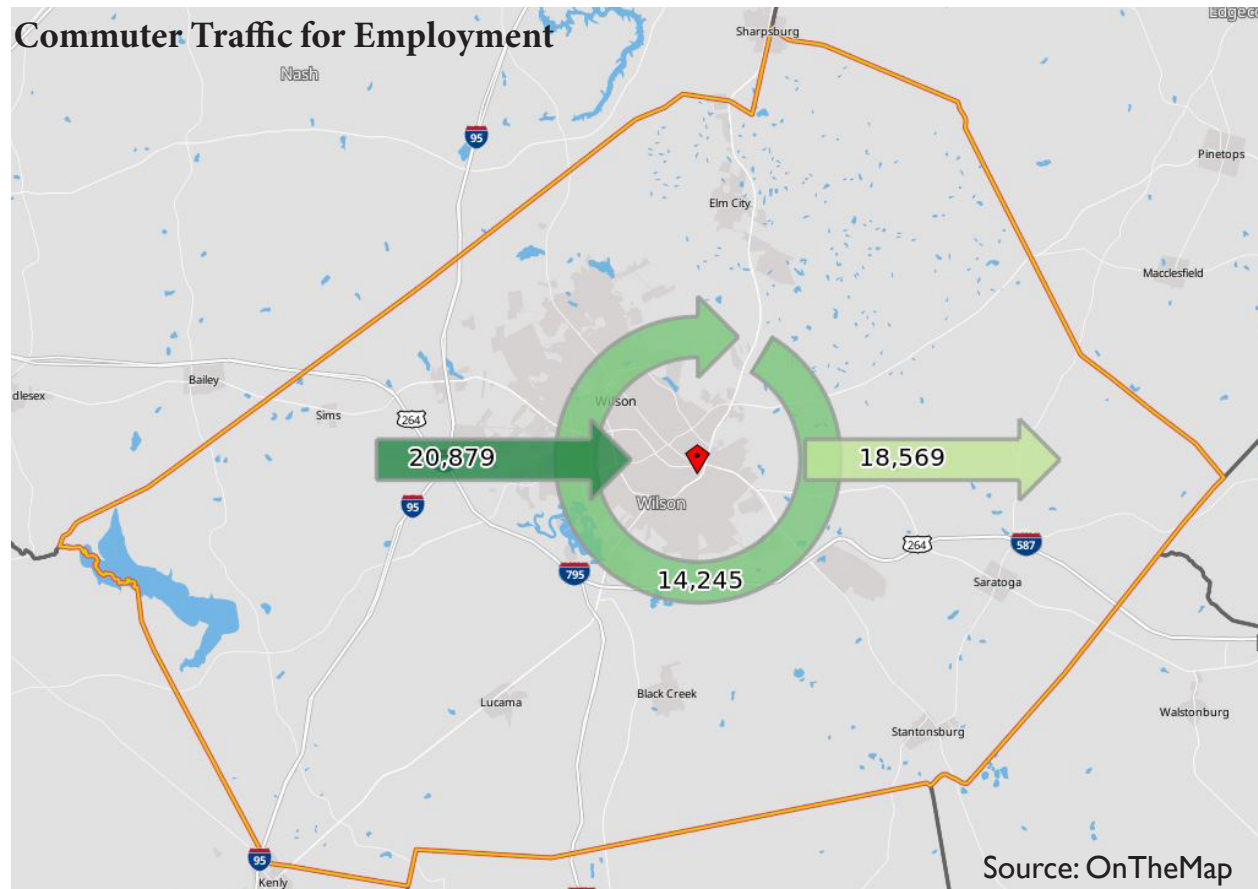 Commuter Traffic for Employment
Sharpsburg
Nash
95
Pinetops
Elm City
Macclesfield
Bailey
dlesex
Sims
264
Wilson
20,879
18,569
95
Wilson
264
587
795
14,245
Saratoga
Lucama
Black Creek
Walstonburg
Stantonsburg
95
Kenly
Source: OnTheMap